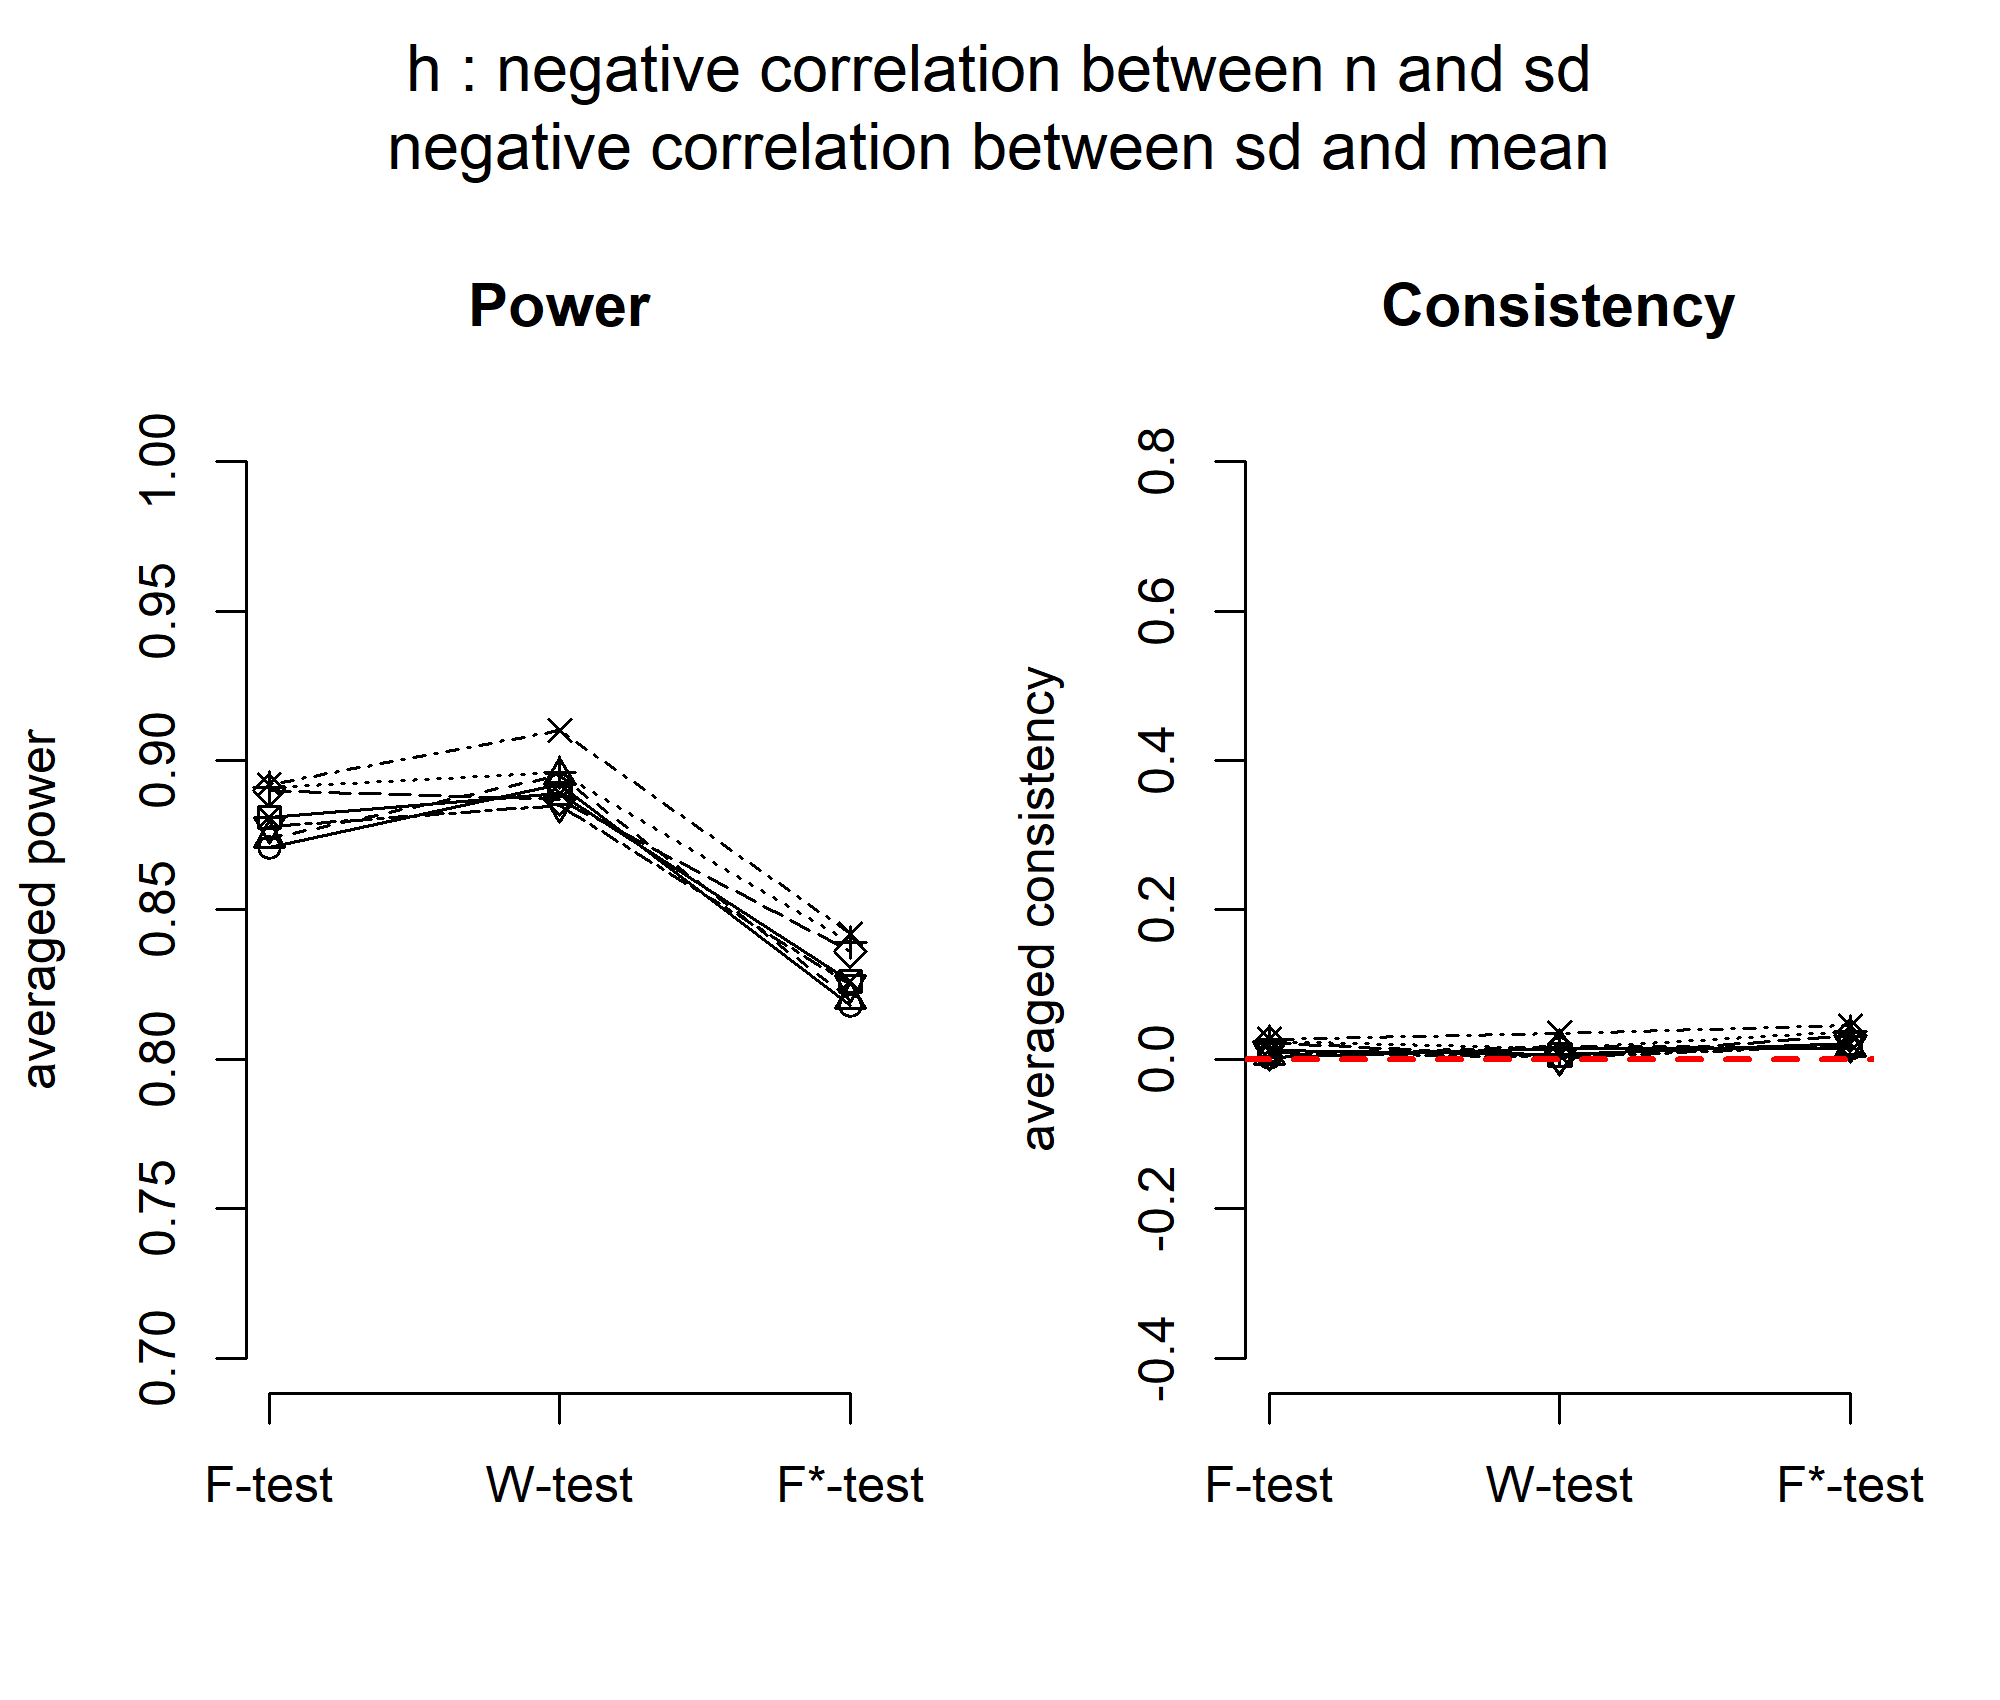 h : negative correlation between n and sd
negative correlation between sd and mean
Power
averaged power
1.00
0.95
0.90
0.85
0.80
0.75
0.70
F-test
W-test
F*-test
Consistency
averaged consistency
0.8
0.6
0.4
0.2
0.0
-0.2
-0.4
F-test
W-test
F*-test